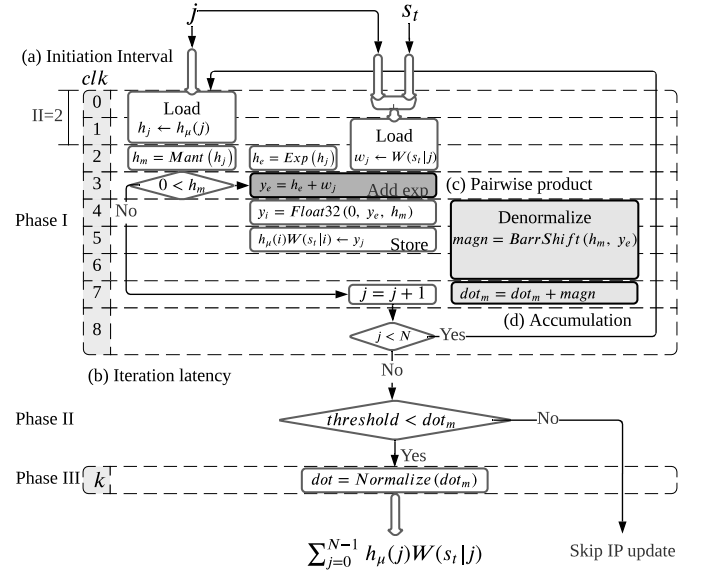 j
s_t
(a) Initiation Interval
clk
0
II=2
Load
h_j ← h_μ(j)
1
Load
w_j ← W(s_t|j)
2
h_m = Mant(h_j)
h_e = Exp(h_j)
3
0 < h_m
y_e = h_e + w_j
Add exp
(c) Pairwise product
No
Phase I
4
y_i = Float32(0, y_e, h_m)
Denormalize
magn = BarrShift(h_m, y_e)
5
h_μ(i)W(s_t|i) ← y_j
Store
6
7
j = j + 1
dot_m = dot_m + magn
(d) Accumulation
8
j < N
Yes
No
(b) Iteration latency
Phase II
threshold < dot_m
No
Yes
Phase III
k
dot = Normalize(dot_m)
∑_{j=0}^{N−1} h_μ(j)W(s_t|j)
Skip IP update